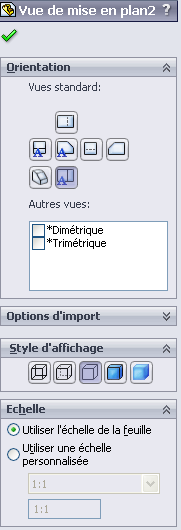 Vue de mise en plan2 ?
Orientation
Vues standard:
A A
A
Autres vues:
*Dimétrique
*Trimétrique
Options d'import
Style d'affichage
Echelle
Utiliser l'échelle de la feuille
Utiliser une échelle
personnalisée
1:1
1:1